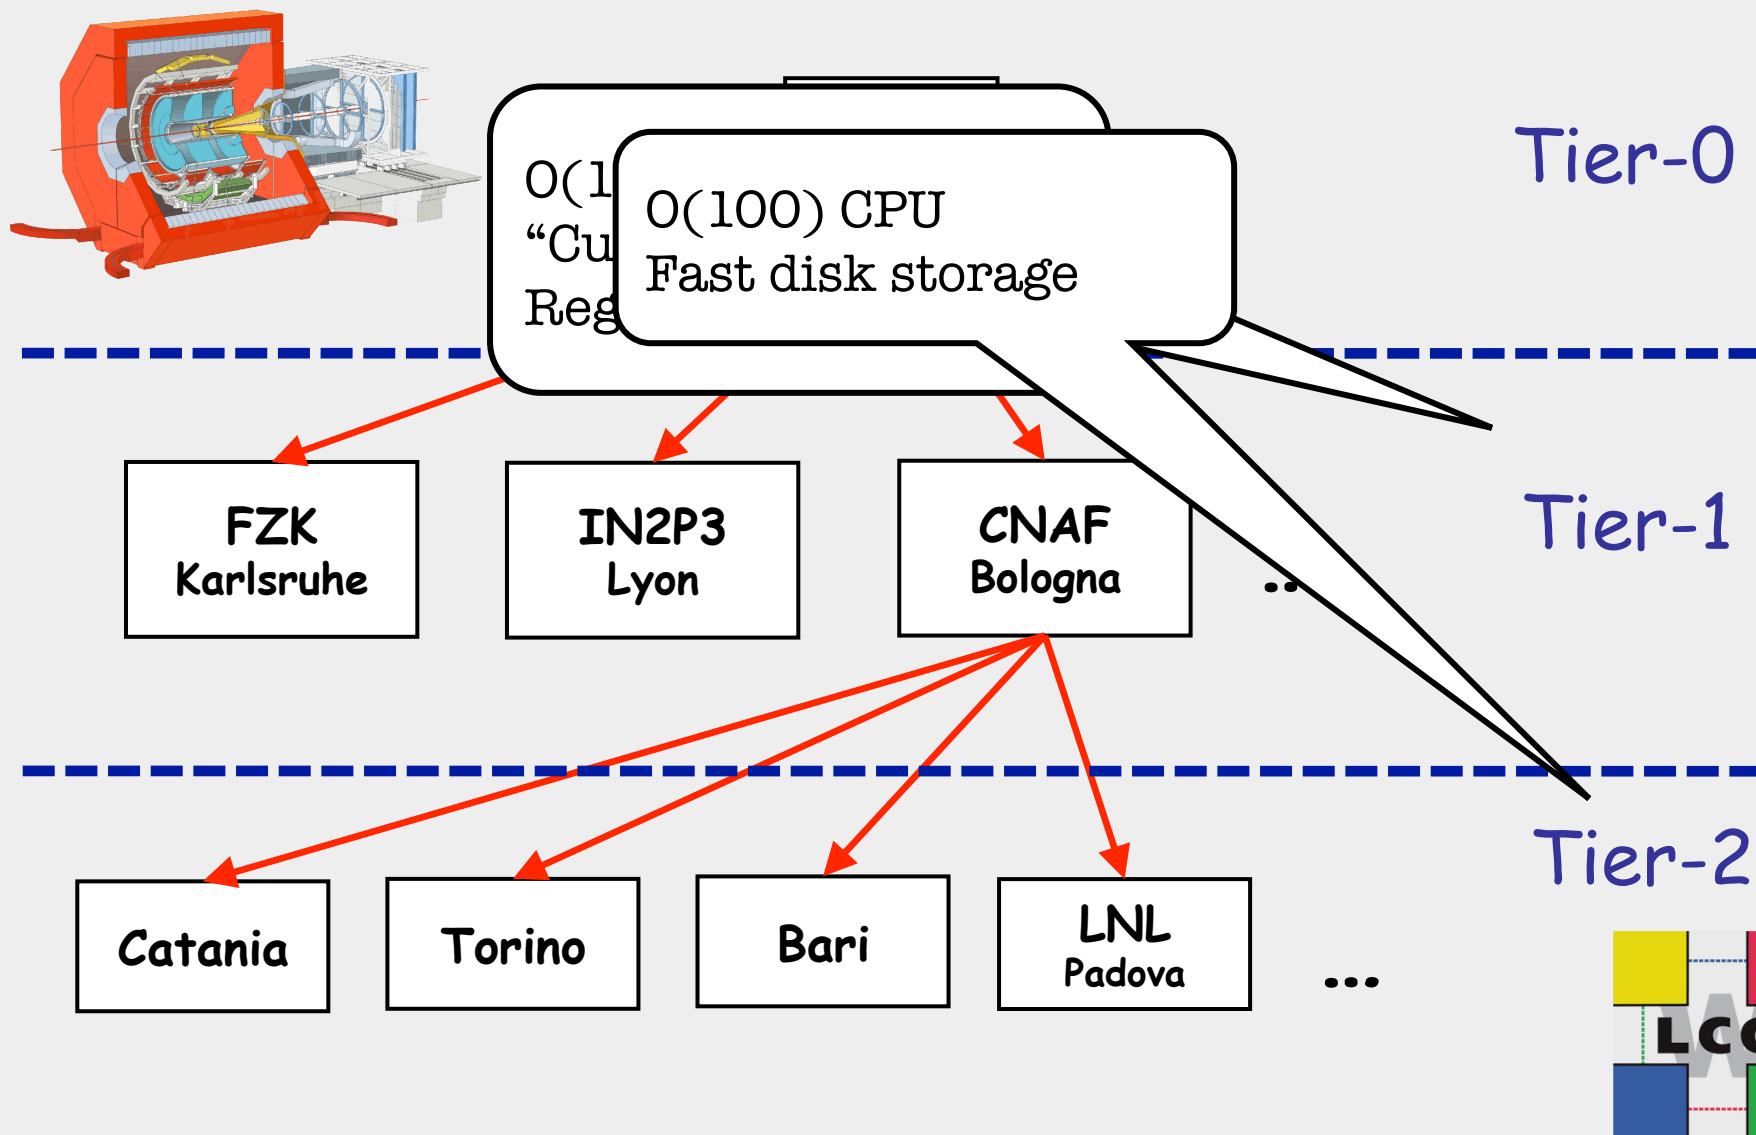 Tier-0
O(100) CPU
Fast disk storage
Tier-1
FZK
Karlsruhe
IN2P3
Lyon
CNAF
Bologna
..
Tier-2
Catania
Torino
Bari
LNL
Padova
...